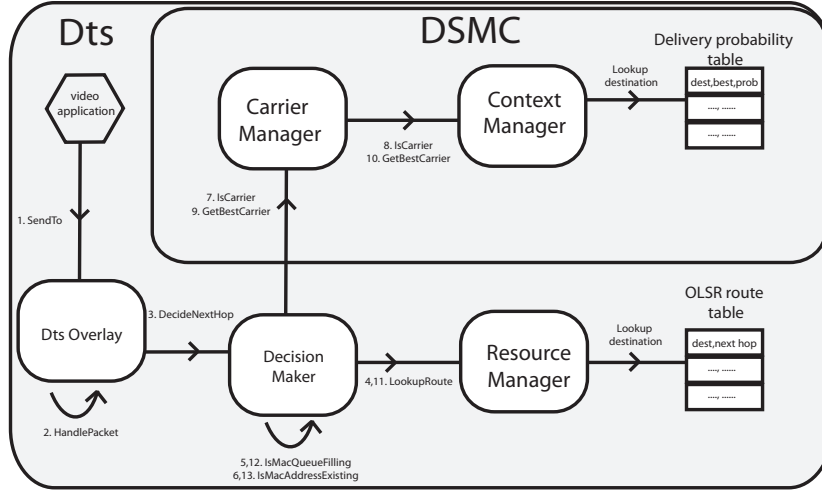 Dts
DSMC
video
application
Carrier
Manager
Context
Manager
Lookup
destination
Delivery probability
table
dest,best,prob
...., ......
...., ......
8. IsCarrier
10. GetBestCarrier
7. IsCarrier
9. GetBestCarrier
1. SendTo
Dts Overlay
3. DecideNextHop
Decision
Maker
4,11. LookupRoute
Resource
Manager
Lookup
destination
OLSR route
table
dest,next hop
...., ......
...., ......
2. HandlePacket
5,12. IsMacQueueFilling
6,13. IsMacAddressExisting